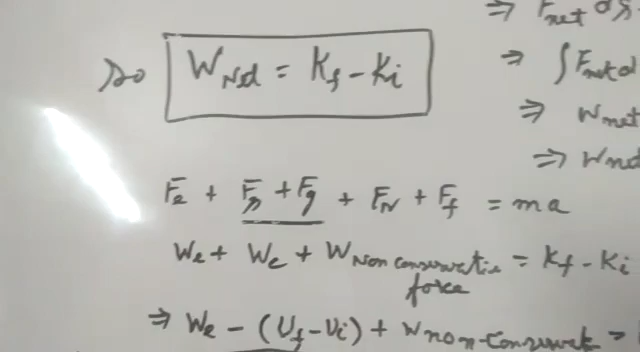 ⇒ F_net ds
so W_Net = K_f - K_i
⇒ ∫F_net d
⇒ W_net
⇒ W_net
F_e + F_s + F_g + F_N + F_f = ma
W_e + W_c + W_Non conservative force = K_f - K_i
⇒ W_e - (U_f - U_i) + W_non-conservat =